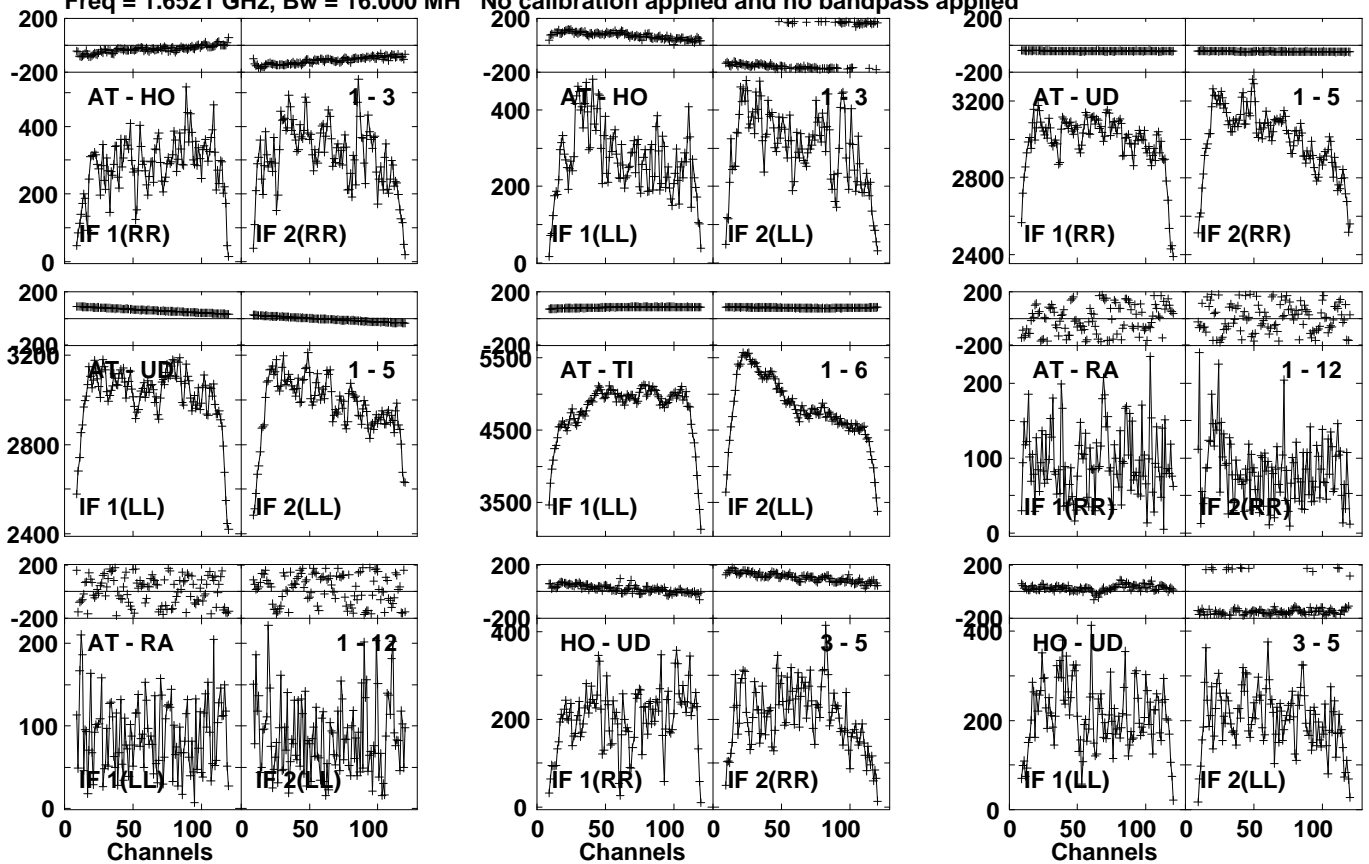 Freq = 1.6521 GHz, Bw = 16.000 MH No calibration applied and no bandpass applied
200 200 200
-200 -200 -200
AT - HO 1 - 3 AT - HO 1 - 3 AT - UD 1 - 5
400 400 3200
200 200 2800
IF 1(RR) IF 2(RR) IF 1(LL) IF 2(LL) IF 1(RR) IF 2(RR)
0 0 2400
200 200 200
-200 -200 -200
3200 5500
AT - UD 1 - 5 AT - TI 1 - 6 AT - RA 1 - 12
200
2800 4500 100
IF 1(LL) IF 2(LL) IF 1(LL) IF 2(LL) IF 1(RR) IF 2(RR)
2400 3500 0
200 200 200
-200 -200 -200
AT - RA 1 - 12 HO - UD 3 - 5 HO - UD 3 - 5
200 400 400
100 200 200
IF 1(LL) IF 2(LL) IF 1(RR) IF 2(RR) IF 1(LL) IF 2(LL)
0 0 0
0 50 100 0 50 100 0 50 100 0 50 100 0 50 100 0 50 100
Channels Channels Channels